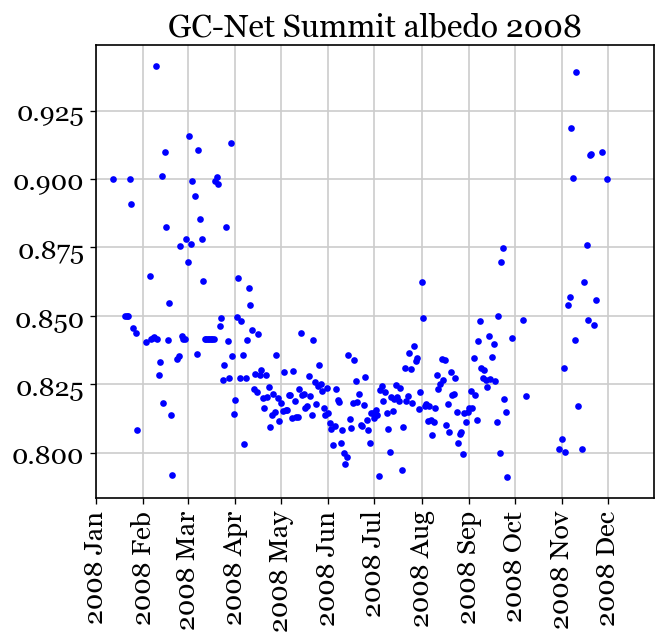 GC-Net Summit albedo 2008
0.925
0.900
0.875
0.850
0.825
0.800
2008 Jan
2008 Feb
2008 Mar
2008 Apr
2008 May
2008 Jun
2008 Jul
2008 Aug
2008 Sep
2008 Oct
2008 Nov
2008 Dec